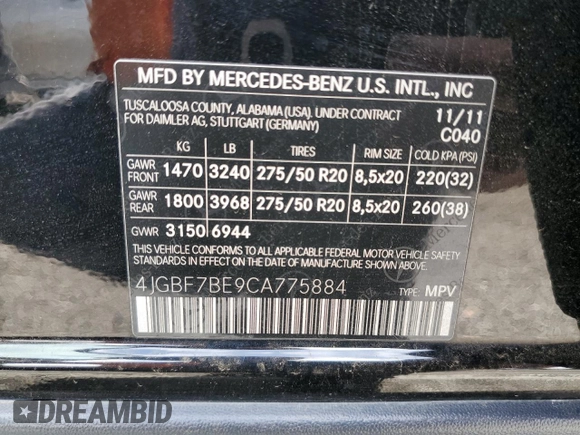 MFD BY MERCEDES-BENZ U.S. INTL., INC
TUSCALOOSA COUNTY, ALABAMA (USA). UNDER CONTRACT 11/11
FOR DAIMLER AG, STUTTGART (GERMANY) C040
KG LB TIRES RIM SIZE COLD KPA (PSI)
GAWR FRONT 1470 3240 275/50 R20 8,5x20 220(32)
GAWR REAR 1800 3968 275/50 R20 8,5x20 260(38)
GVWR 3150 6944
THIS VEHICLE CONFORMS TO ALL APPLICABLE FEDERAL MOTOR VEHICLE SAFETY
STANDARDS IN EFFECT ON THE DATE OF MANUFACTURE SHOWN ABOVE.
4JGBF7BE9CA775884 TYPE: MPV
DREAMBID